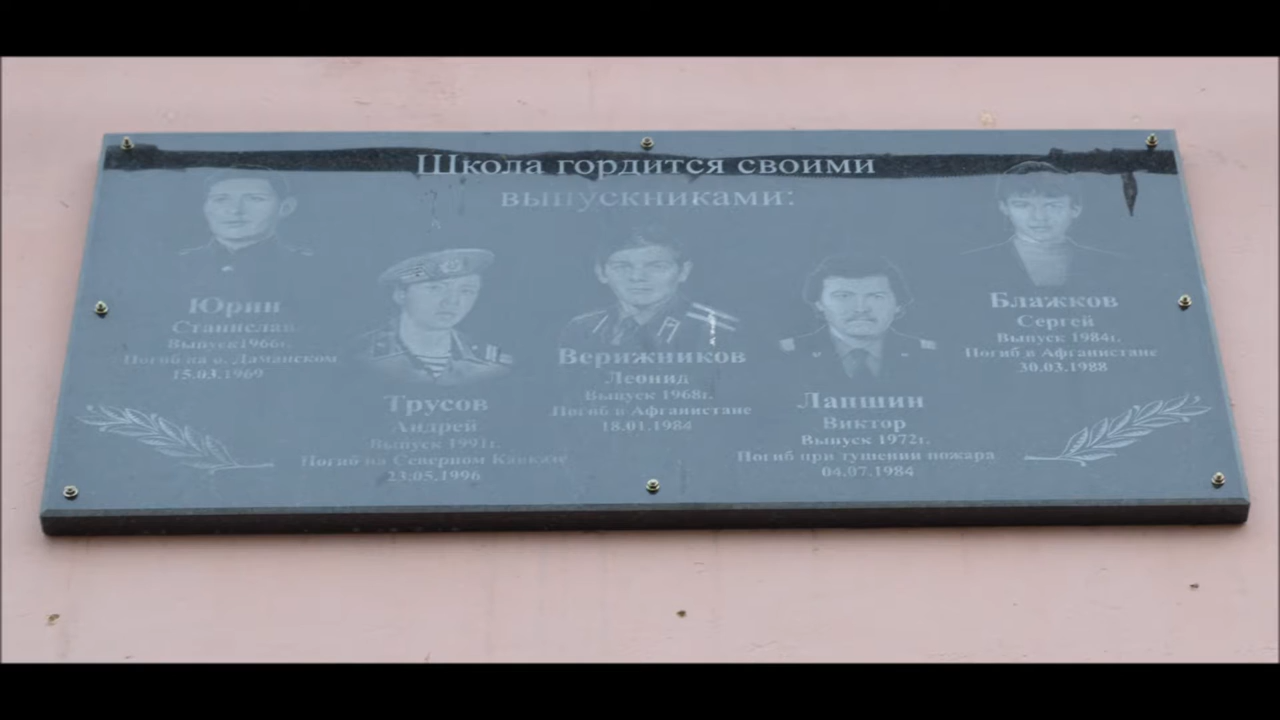 Школа гордится своими
выпускниками:
Юрин
Станислав
Выпуск1966г.
Погиб на о. Даманском
15.03.1969
Трусов
Андрей
Выпуск 1991г.
Погиб на Северном Кавказе
23.05.1996
Верижников
Леонид
Выпуск 1968г.
Погиб в Афганистане
18.01.1984
Лапшин
Виктор
Выпуск 1972г.
Погиб при тушении пожара
04.07.1984
Блажков
Сергей
Выпуск 1984г.
Погиб в Афганистане
30.03.1988